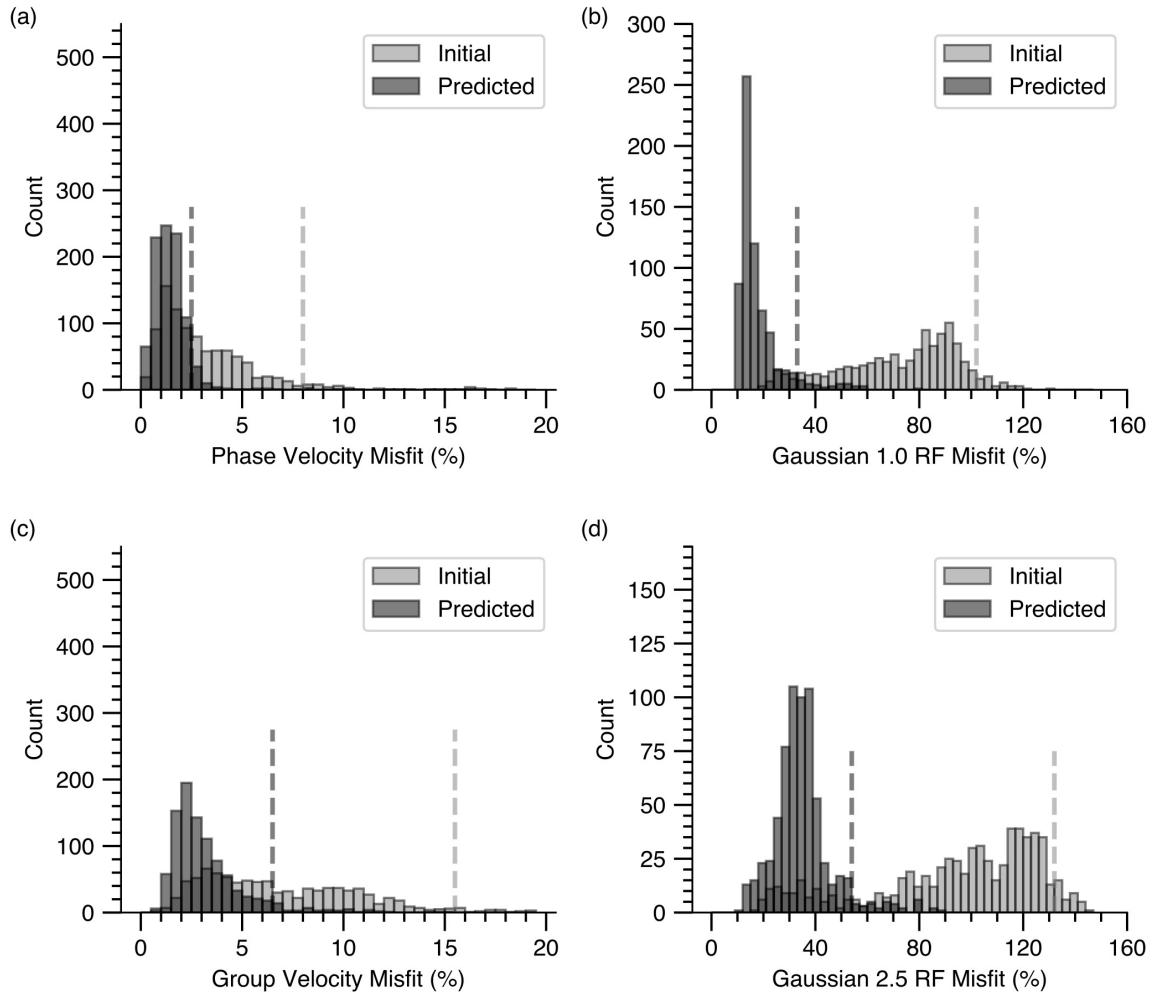 (a)
500
400
300
200
100
0
Count
Initial
Predicted
0 5 10 15 20
Phase Velocity Misfit (%)
(b)
300
250
200
150
100
50
0
Count
Initial
Predicted
0 40 80 120 160
Gaussian 1.0 RF Misfit (%)
(c)
500
400
300
200
100
0
Count
Initial
Predicted
0 5 10 15 20
Group Velocity Misfit (%)
(d)
150
125
100
75
50
25
0
Count
Initial
Predicted
0 40 80 120 160
Gaussian 2.5 RF Misfit (%)